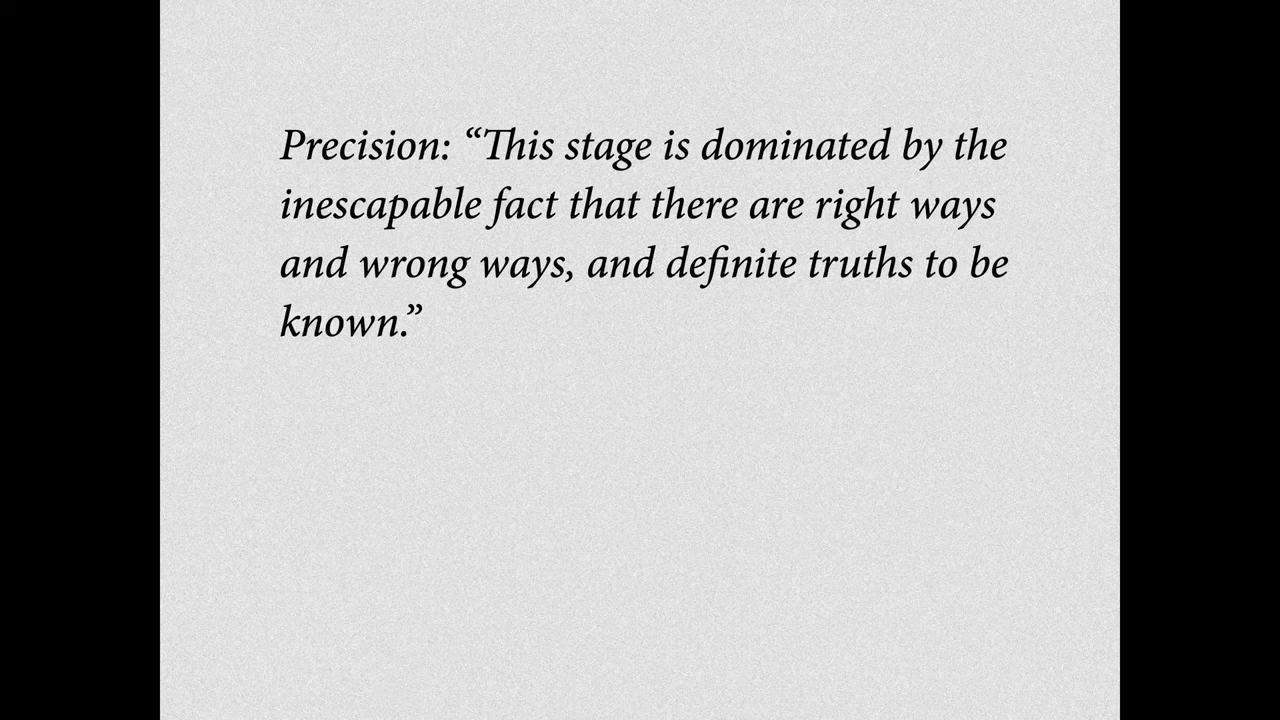 Precision: “This stage is dominated by the
inescapable fact that there are right ways
and wrong ways, and definite truths to be
known.”